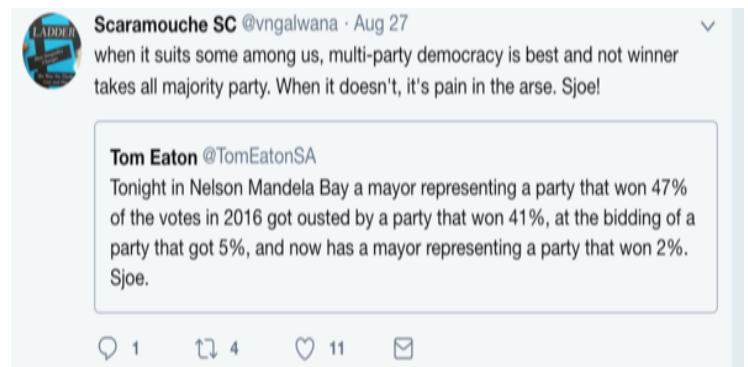 LADDER
Scaramouche SC @vngalwana · Aug 27
when it suits some among us, multi-party democracy is best and not winner
takes all majority party. When it doesn't, it's pain in the arse. Sjoe!
Tom Eaton @TomEatonSA
Tonight in Nelson Mandela Bay a mayor representing a party that won 47%
of the votes in 2016 got ousted by a party that won 41%, at the bidding of a
party that got 5%, and now has a mayor representing a party that won 2%.
Sjoe.
1 4 11